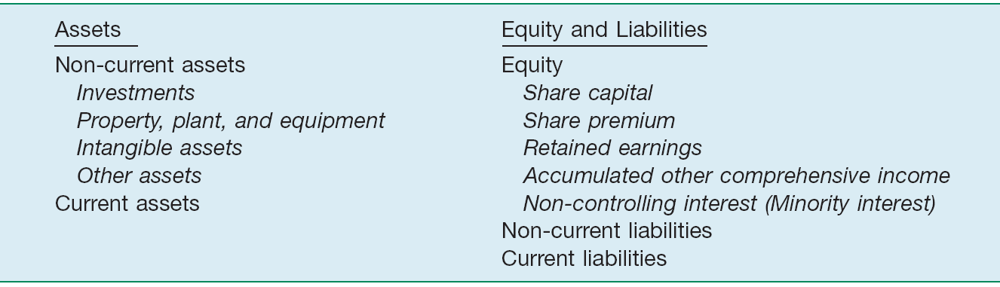 Assets
Non-current assets
Investments
Property, plant, and equipment
Intangible assets
Other assets
Current assets
Equity and Liabilities
Equity
Share capital
Share premium
Retained earnings
Accumulated other comprehensive income
Non-controlling interest (Minority interest)
Non-current liabilities
Current liabilities